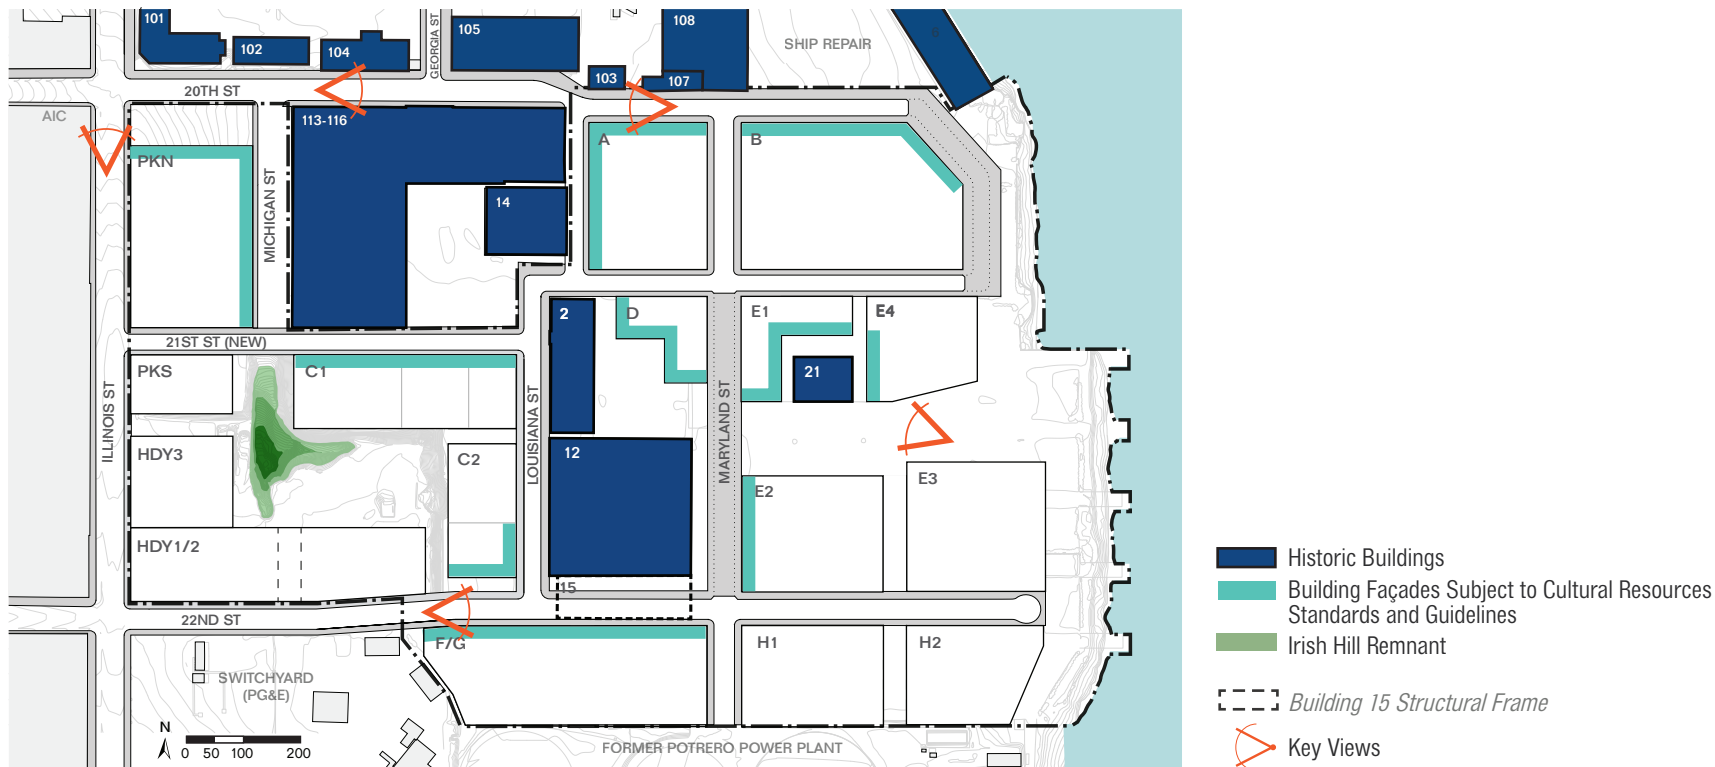 101
102
104
GEORGIA ST
105
108
SHIP REPAIR
103
107
20TH ST
AIC
113-116
A
B
PKN
MICHIGAN ST
14
2
D
E1
E4
21ST ST (NEW)
PKS
C1
21
ILLINOIS ST
LOUISIANA ST
MARYLAND ST
HDY3
C2
12
E2
E3
HDY1/2
15
22ND ST
F/G
H1
H2
SWITCHYARD
(PG&E)
N
0 50 100 200
FORMER POTRERO POWER PLANT
Historic Buildings
Building Façades Subject to Cultural Resources
Standards and Guidelines
Irish Hill Remnant
Building 15 Structural Frame
Key Views